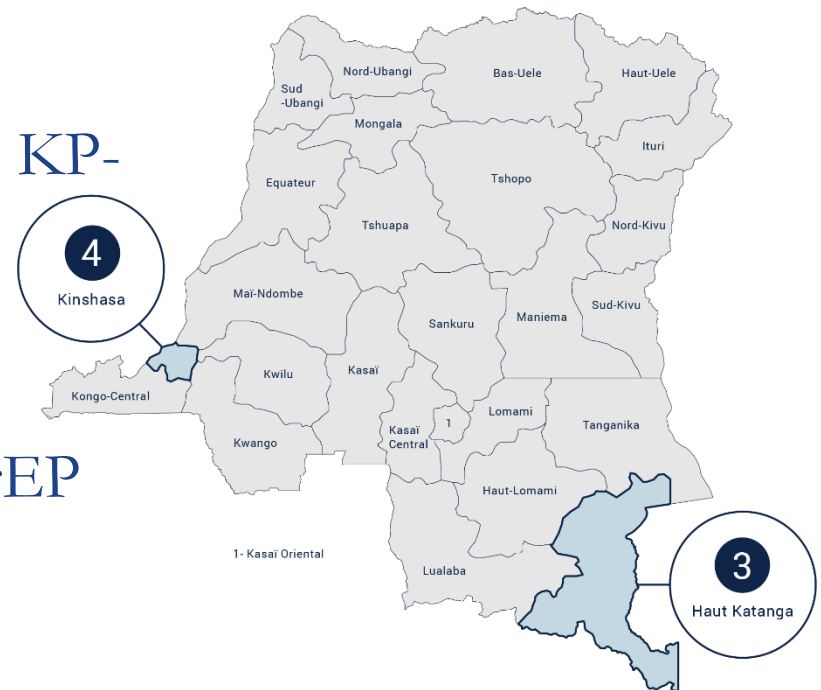 Nord-Ubangi
Bas-Uele
Haut-Uele
Sud
-Ubangi
Mongala
KP-
Ituri
Equateur
Tshopo
Tshuapa
Nord-Kivu
4
Kinshasa
Maï-Ndombe
Sud-Kivu
Maniema
Sankuru
Kwilu
Kasaï
Kongo-Central
Lomami
1
Tanganika
Kasaï
Central
Kwango
EP
Haut-Lomami
1- Kasaï Oriental
Lualaba
3
Haut Katanga